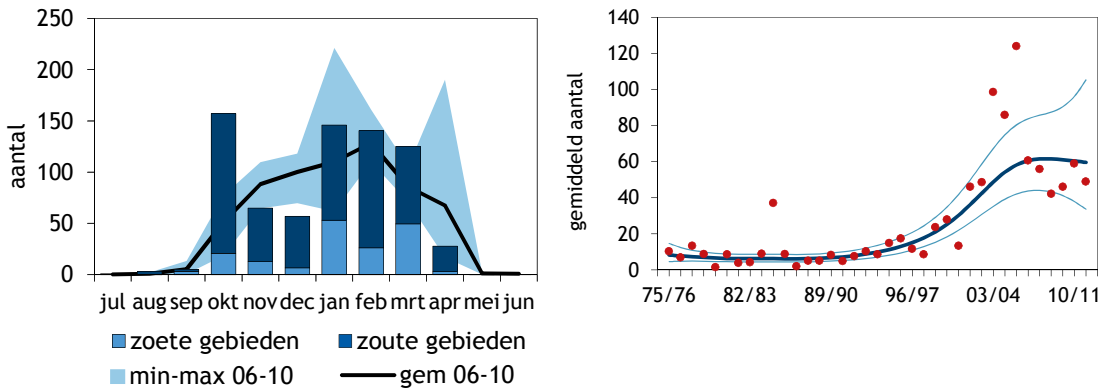 250
200
150
100
50
0
aantal
jul aug sep okt nov dec jan feb mrt apr mei jun
zoete gebieden
zoute gebieden
min-max 06-10
gem 06-10
140
120
100
80
60
40
20
0
gemiddeld aantal
75/76 82/83 89/90 96/97 03/04 10/11